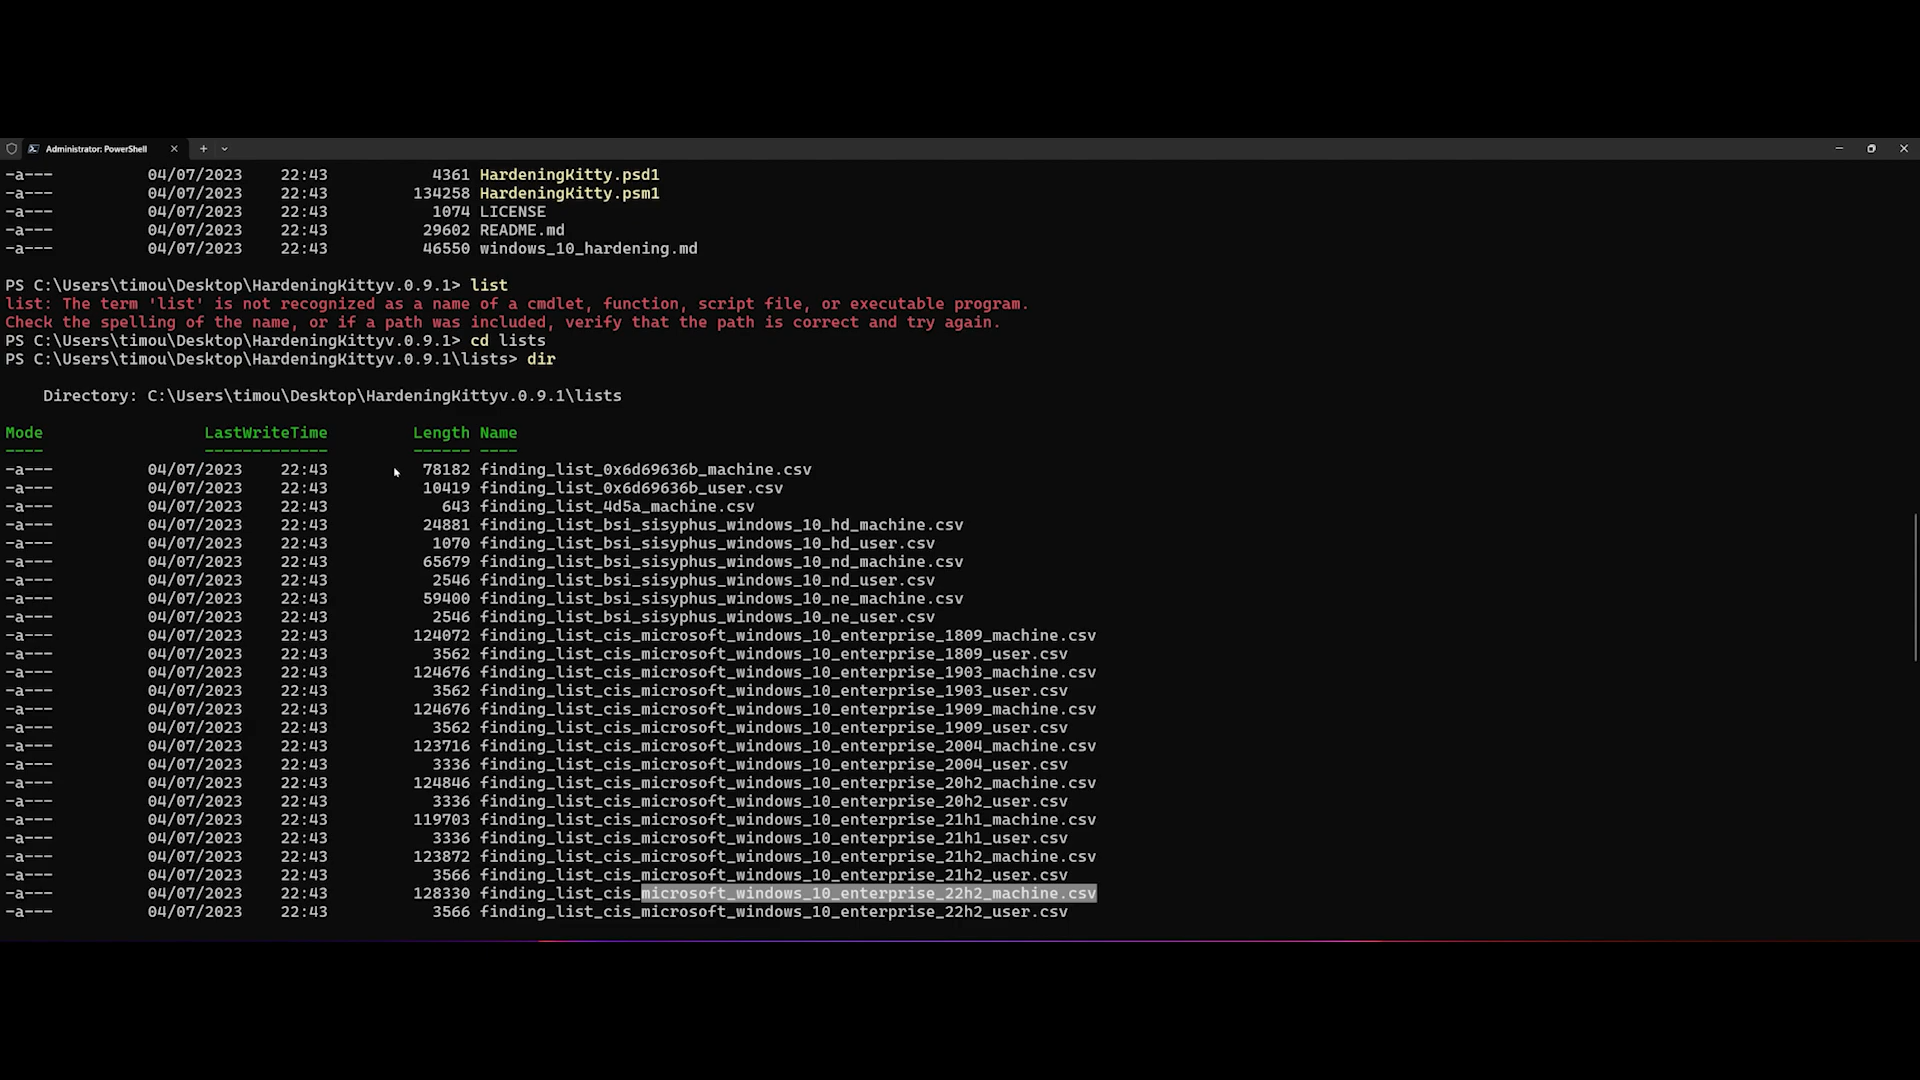 Administrator: PowerShell
-a--- 04/07/2023 22:43 4361 HardeningKitty.psd1
-a--- 04/07/2023 22:43 134258 HardeningKitty.psm1
-a--- 04/07/2023 22:43 1074 LICENSE
-a--- 04/07/2023 22:43 29602 README.md
-a--- 04/07/2023 22:43 46550 windows_10_hardening.md
PS C:\Users\timou\Desktop\HardeningKittyv.0.9.1> list
list: The term 'list' is not recognized as a name of a cmdlet, function, script file, or executable program.
Check the spelling of the name, or if a path was included, verify that the path is correct and try again.
PS C:\Users\timou\Desktop\HardeningKittyv.0.9.1> cd lists
PS C:\Users\timou\Desktop\HardeningKittyv.0.9.1\lists> dir
Directory: C:\Users\timou\Desktop\HardeningKittyv.0.9.1\lists
Mode LastWriteTime Length Name
---- ------------- ------ ----
-a--- 04/07/2023 22:43 78182 finding_list_0x6d69636b_machine.csv
-a--- 04/07/2023 22:43 10419 finding_list_0x6d69636b_user.csv
-a--- 04/07/2023 22:43 643 finding_list_4d5a_machine.csv
-a--- 04/07/2023 22:43 24881 finding_list_bsi_sisyphus_windows_10_hd_machine.csv
-a--- 04/07/2023 22:43 1070 finding_list_bsi_sisyphus_windows_10_hd_user.csv
-a--- 04/07/2023 22:43 65679 finding_list_bsi_sisyphus_windows_10_nd_machine.csv
-a--- 04/07/2023 22:43 2546 finding_list_bsi_sisyphus_windows_10_nd_user.csv
-a--- 04/07/2023 22:43 59400 finding_list_bsi_sisyphus_windows_10_ne_machine.csv
-a--- 04/07/2023 22:43 2546 finding_list_bsi_sisyphus_windows_10_ne_user.csv
-a--- 04/07/2023 22:43 124072 finding_list_cis_microsoft_windows_10_enterprise_1809_machine.csv
-a--- 04/07/2023 22:43 3562 finding_list_cis_microsoft_windows_10_enterprise_1809_user.csv
-a--- 04/07/2023 22:43 124676 finding_list_cis_microsoft_windows_10_enterprise_1903_machine.csv
-a--- 04/07/2023 22:43 3562 finding_list_cis_microsoft_windows_10_enterprise_1903_user.csv
-a--- 04/07/2023 22:43 124676 finding_list_cis_microsoft_windows_10_enterprise_1909_machine.csv
-a--- 04/07/2023 22:43 3562 finding_list_cis_microsoft_windows_10_enterprise_1909_user.csv
-a--- 04/07/2023 22:43 123716 finding_list_cis_microsoft_windows_10_enterprise_2004_machine.csv
-a--- 04/07/2023 22:43 3336 finding_list_cis_microsoft_windows_10_enterprise_2004_user.csv
-a--- 04/07/2023 22:43 124846 finding_list_cis_microsoft_windows_10_enterprise_20h2_machine.csv
-a--- 04/07/2023 22:43 3336 finding_list_cis_microsoft_windows_10_enterprise_20h2_user.csv
-a--- 04/07/2023 22:43 119703 finding_list_cis_microsoft_windows_10_enterprise_21h1_machine.csv
-a--- 04/07/2023 22:43 3336 finding_list_cis_microsoft_windows_10_enterprise_21h1_user.csv
-a--- 04/07/2023 22:43 123872 finding_list_cis_microsoft_windows_10_enterprise_21h2_machine.csv
-a--- 04/07/2023 22:43 3566 finding_list_cis_microsoft_windows_10_enterprise_21h2_user.csv
-a--- 04/07/2023 22:43 128330 finding_list_cis_microsoft_windows_10_enterprise_22h2_machine.csv
-a--- 04/07/2023 22:43 3566 finding_list_cis_microsoft_windows_10_enterprise_22h2_user.csv